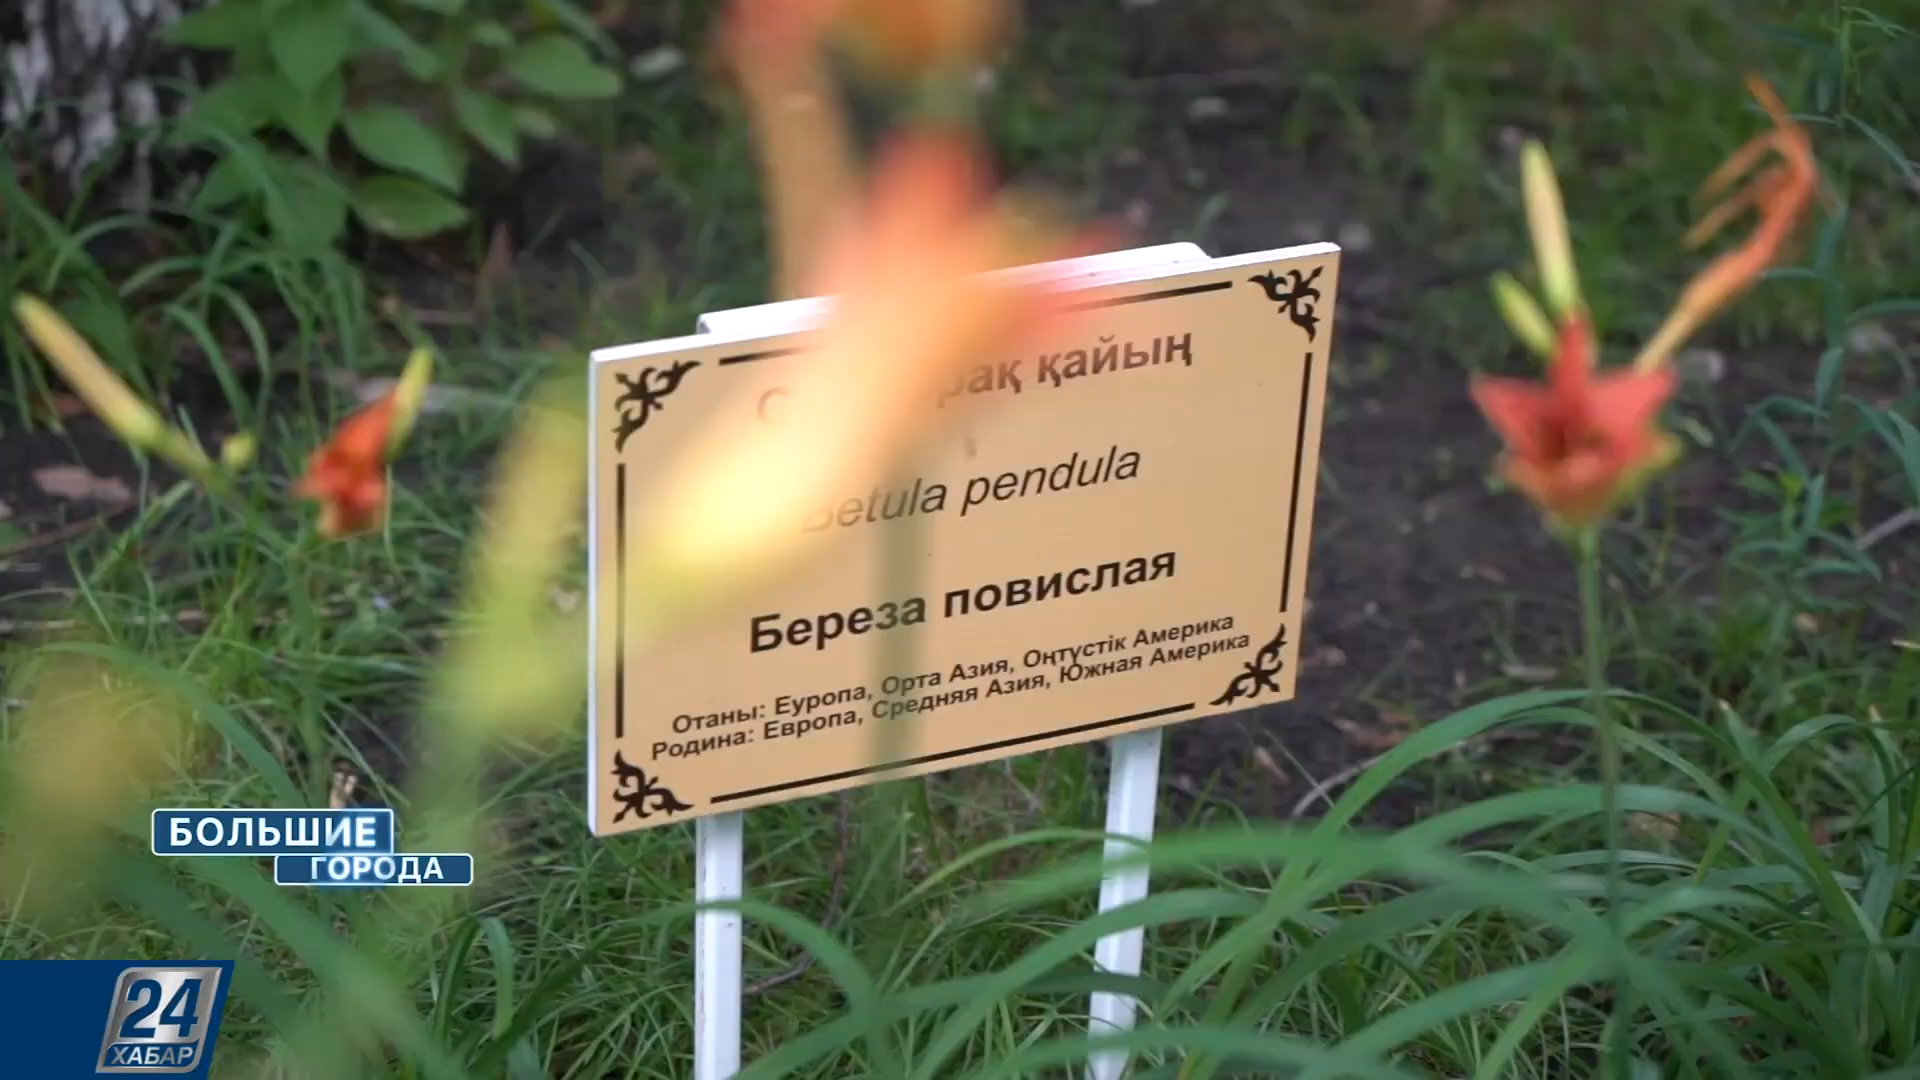 қайың
Betula pendula
Береза повислая
Отаны: Еуропа, Орта Азия, Оңтүстік Америка
Родина: Европа, Средняя Азия, Южная Америка
БОЛЬШИЕ
ГОРОДА
24
ХАБАР